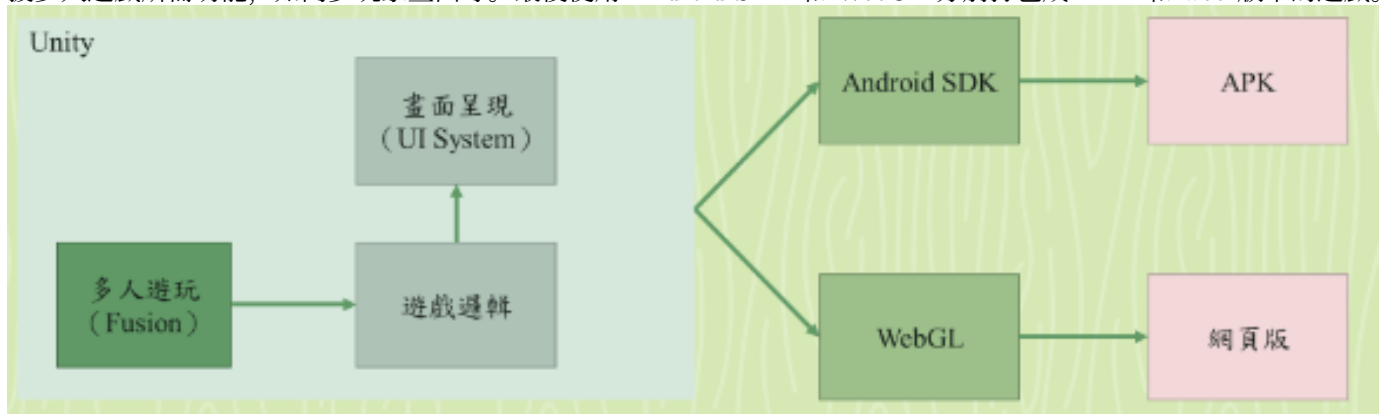 Unity
畫面呈現
（UI System）
多人遊玩
（Fusion）
遊戲邏輯
Android SDK
APK
WebGL
網頁版